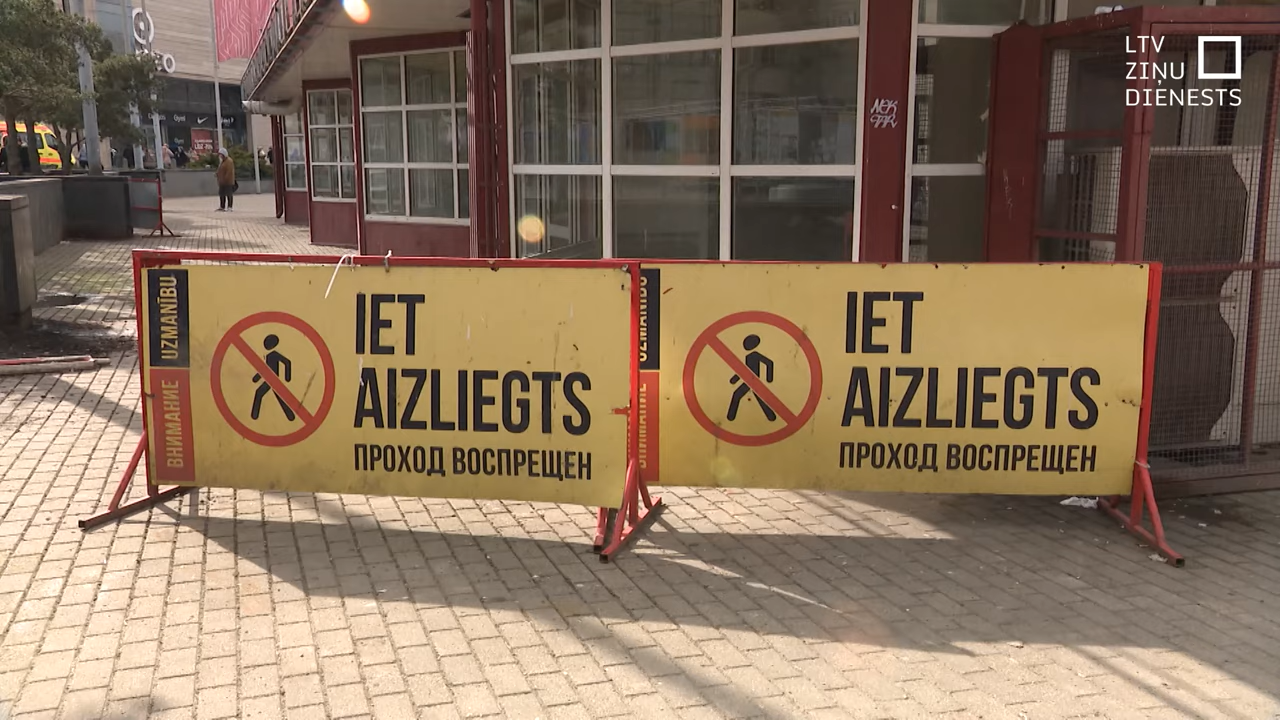 LTV
ZIŅU
DIENESTS
UZMANĪBU
ВНИМАНИЕ
IET
AIZLIEGTS
ПРОХОД ВОСПРЕЩЕН
UZMANĪBU
ВНИМАНИЕ
IET
AIZLIEGTS
ПРОХОД ВОСПРЕЩЕН